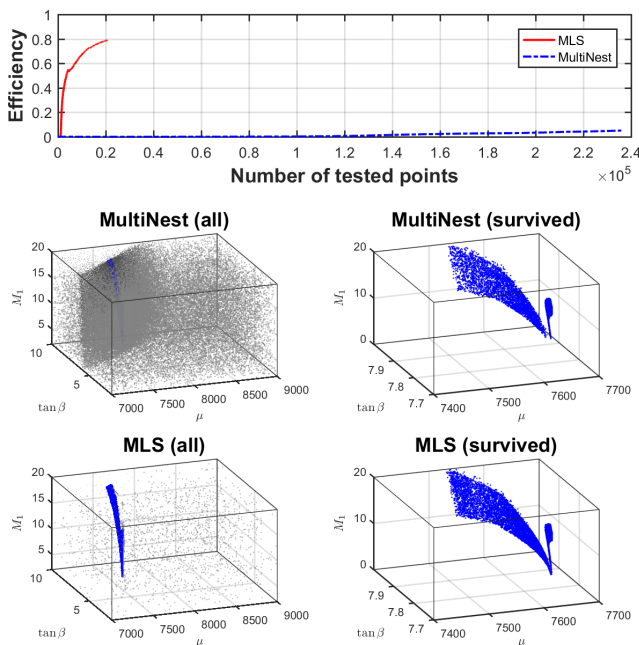 1
0.8
0.6
0.4
0.2
0
Efficiency
MLS
MultiNest
0 0.2 0.4 0.6 0.8 1 1.2 1.4 1.6 1.8 2 2.2 2.4
Number of tested points
×10⁵
MultiNest (all)
20
15
10
5
M₁
10
5
tan β
7000 7500 8000 8500 9000
μ
MultiNest (survived)
20
10
0
M₁
7.9
7.8
7.7
tan β
7400 7500 7600 7700
μ
MLS (all)
20
15
10
5
M₁
10
5
tan β
7000 7500 8000 8500 9000
μ
MLS (survived)
20
10
0
M₁
7.9
7.8
7.7
tan β
7400 7500 7600 7700
μ